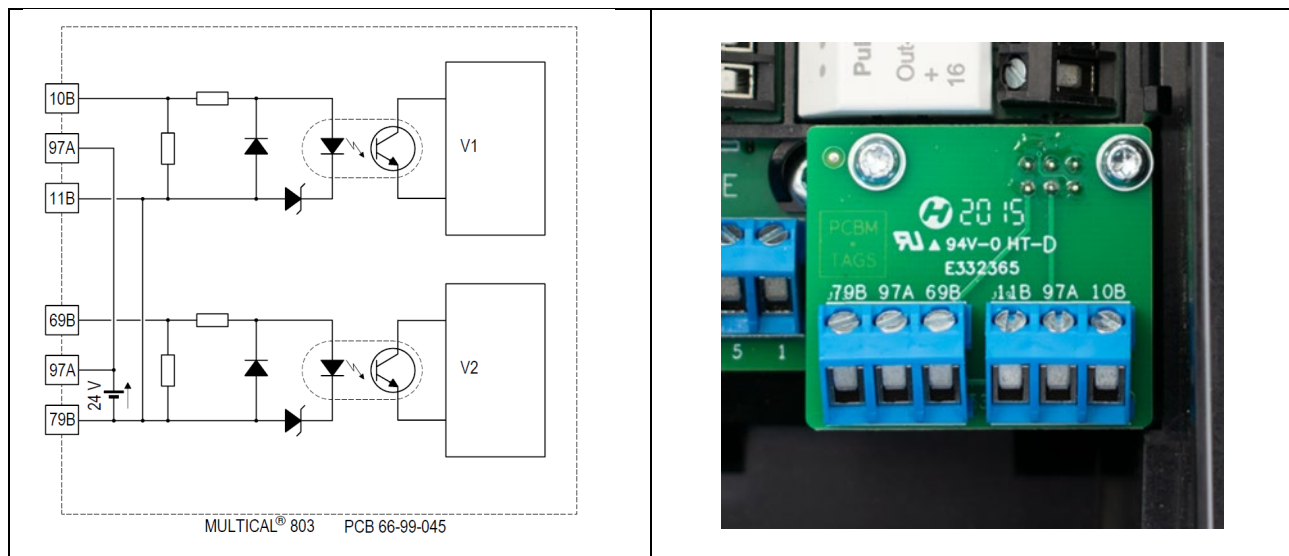 10B
97A
11B
V1
69B
97A
79B
24 V
V2
MULTICAL® 803 PCB 66-99-045
Pul
Out-
+
16
E
2015
94V-0 HT-D
E332365
PCBM
TAGS
79B 97A 69B
11B 97A 10B
5 1